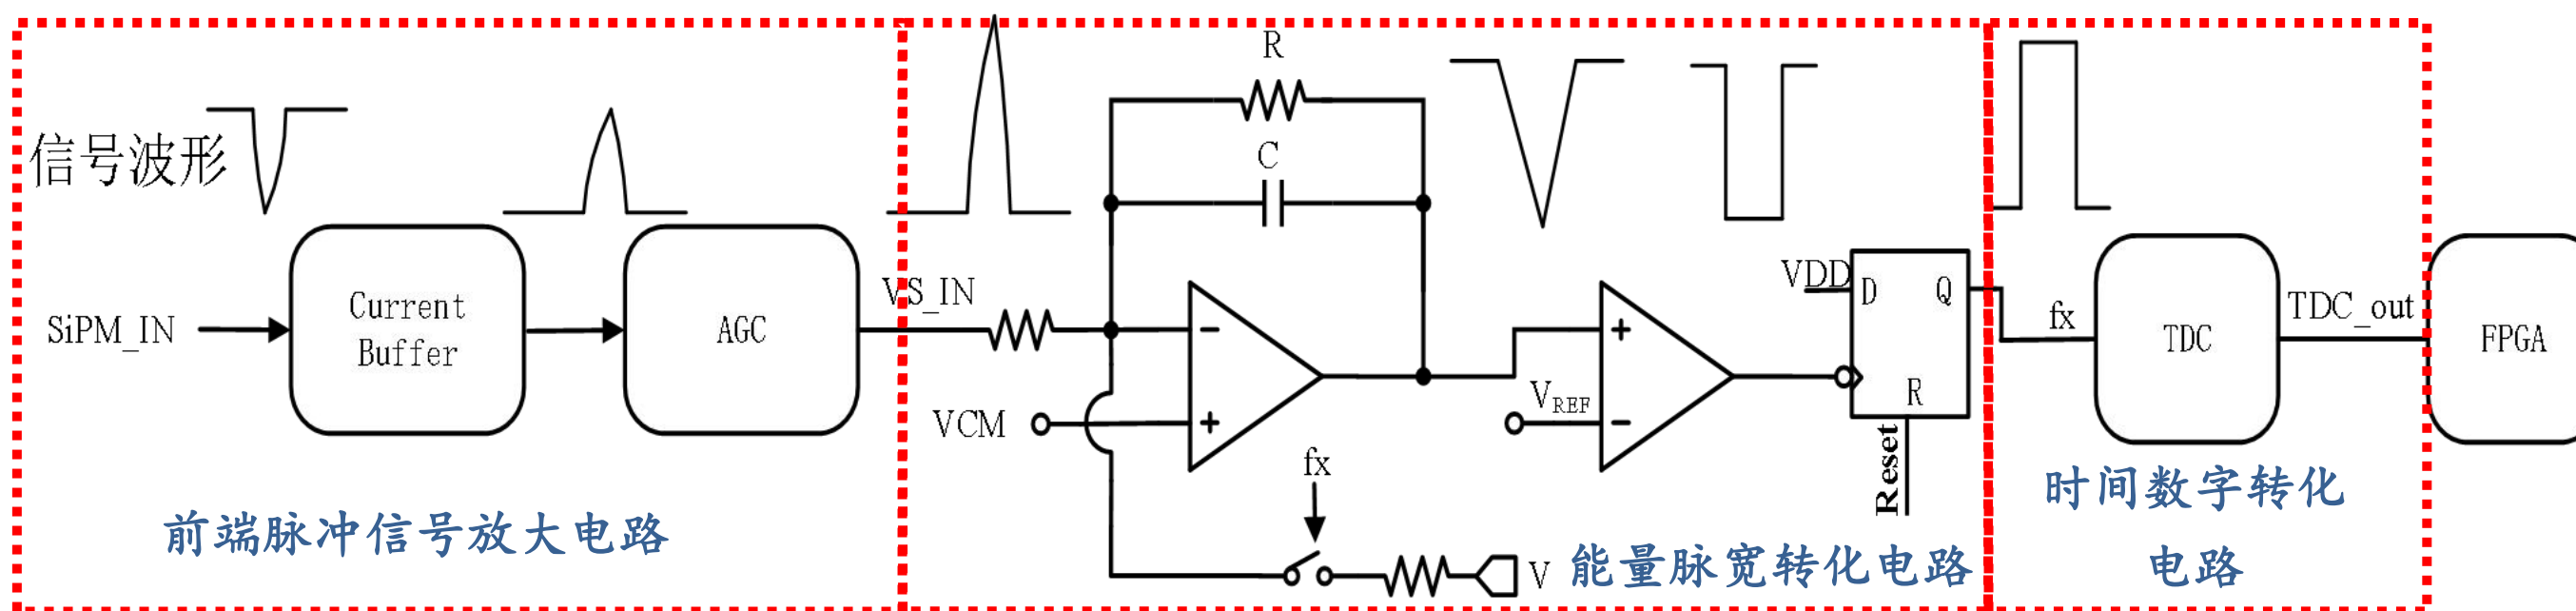 信号波形
SiPM_IN
Current
Buffer
AGC
VS_IN
R
C
VCM
fx
V
VREF
VDD
D
Q
R
Reset
fx
TDC
TDC_out
FPGA
前端脉冲信号放大电路
能量脉宽转化电路
时间数字转化
电路